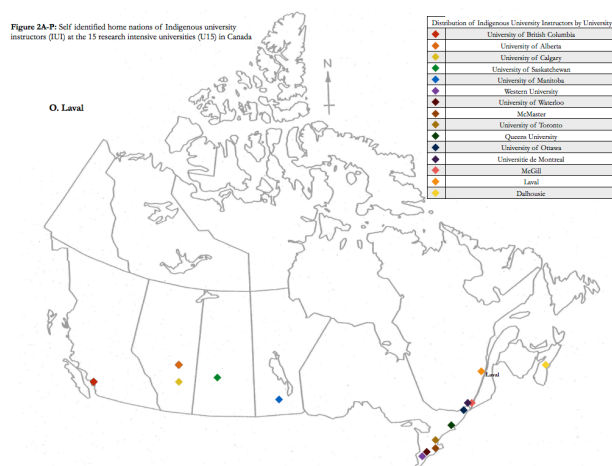 Figure 2A-P: Self identified home nations of Indigenous university
instructors (IUI) at the 15 research intensive universities (U15) in Canada
O. Laval
N
Distribution of Indigenous University Instructors by University
University of British Columbia
University of Alberta
University of Calgary
University of Saskatchewan
University of Manitoba
Western University
University of Waterloo
McMaster
University of Toronto
Queens University
University of Ottawa
Universitie de Montreal
McGill
Laval
Dalhousie
Laval